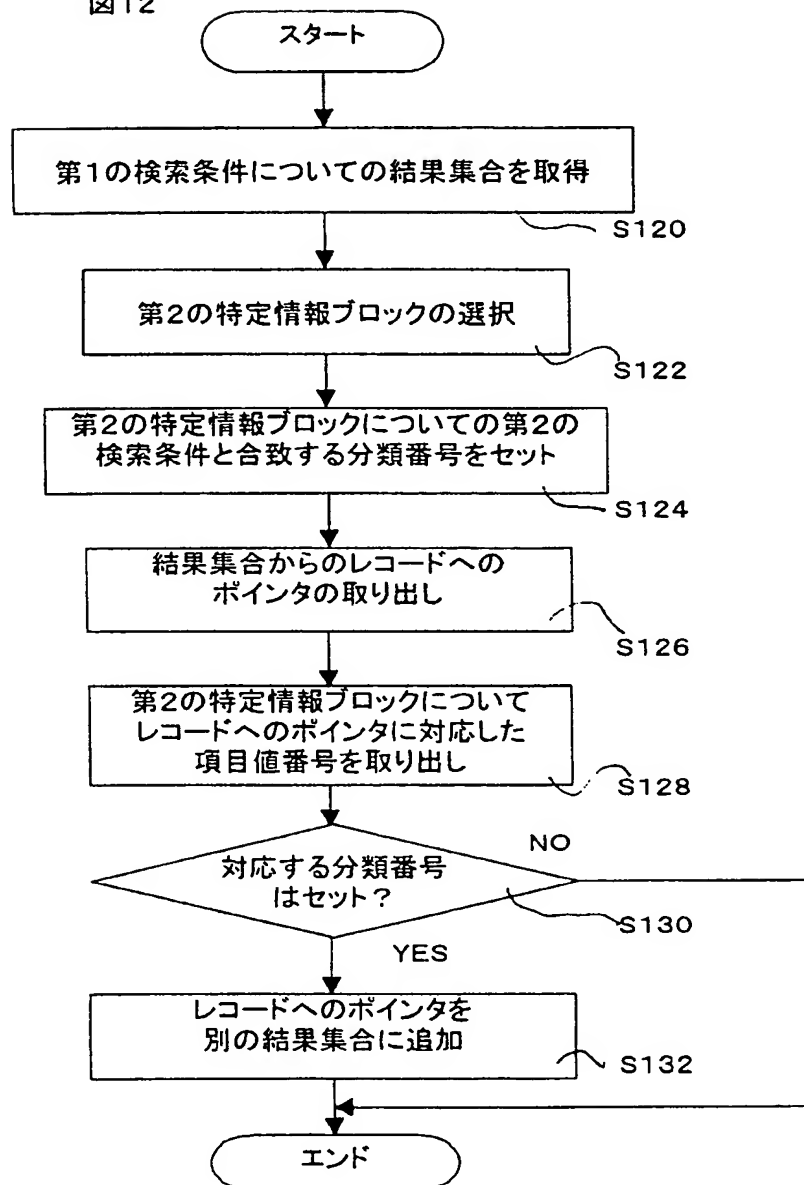 図12
スタート
第1の検索条件についての結果集合を取得
S120
第2の特定情報ブロックの選択
S122
第2の特定情報ブロックについての第2の
検索条件と合致する分類番号をセット
S124
結果集合からのレコードへの
ポインタの取り出し
S126
第2の特定情報ブロックについて
レコードへのポインタに対応した
項目値番号を取り出し
S128
対応する分類番号
はセット？
NO
S130
YES
レコードへのポインタを
別の結果集合に追加
S132
エンド